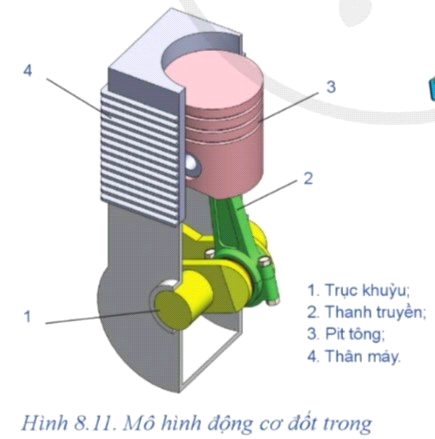 4
3
2
1
1. Trục khuỷu;
2. Thanh truyền;
3. Pit tông;
4. Thân máy.
Hình 8.11. Mô hình động cơ đốt trong